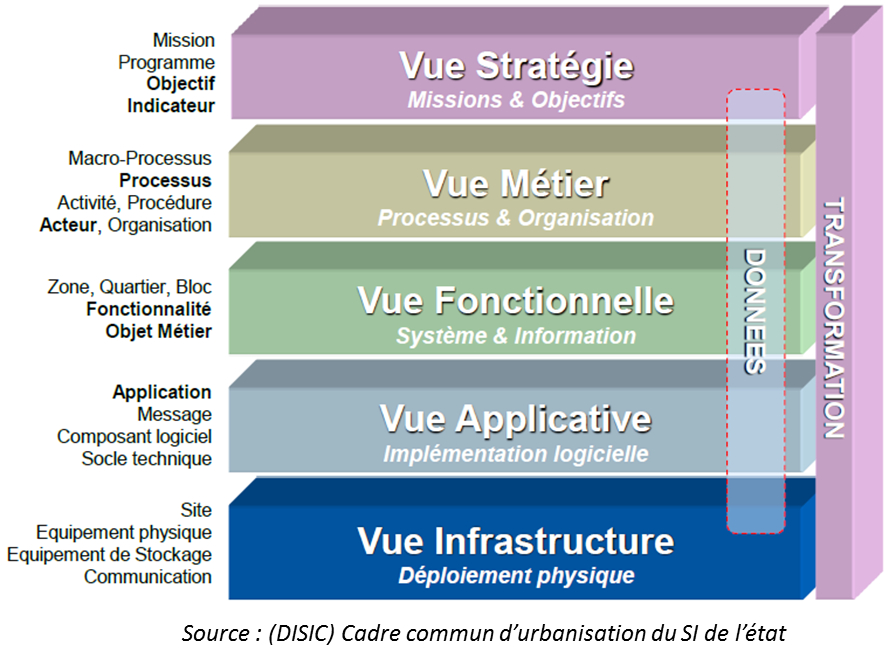 Mission
Programme
Objectif
Indicateur
Vue Stratégie
Missions & Objectifs
Macro-Processus
Processus
Activité, Procédure
Acteur, Organisation
Vue Métier
Processus & Organisation
Zone, Quartier, Bloc
Fonctionnalité
Objet Métier
Vue Fonctionnelle
Système & Information
Application
Message
Composant logiciel
Socle technique
Vue Applicative
Implémentation logicielle
Site
Equipement physique
Equipement de Stockage
Communication
Vue Infrastructure
Déploiement physique
DONNEES
TRANSFORMATION
Source : (DISIC) Cadre commun d’urbanisation du SI de l’état